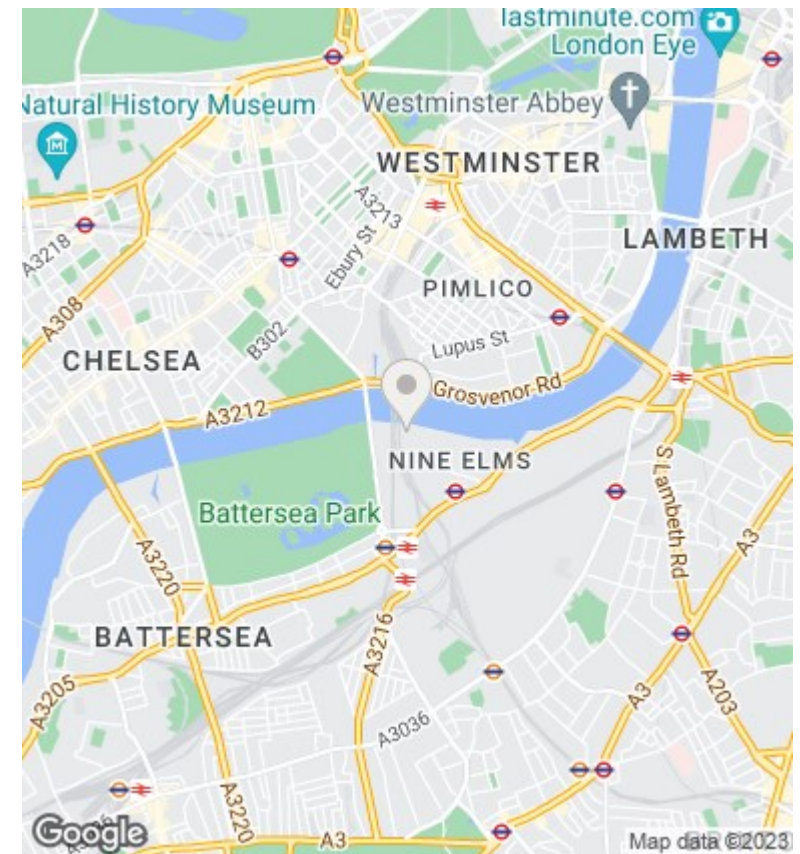 lastminute.com
London Eye
Natural History Museum
Westminster Abbey
WESTMINSTER
A3213
A3218
Ebury St
LAMBETH
PIMLICO
A308
B302
Lupus St
CHELSEA
Grosvenor Rd
A3212
NINE ELMS
S Lambeth Rd
Battersea Park
A3
A3220
A3216
BATTERSEA
A3205
A3
A203
A3036
A3220
Google
A3
Map data ©2023